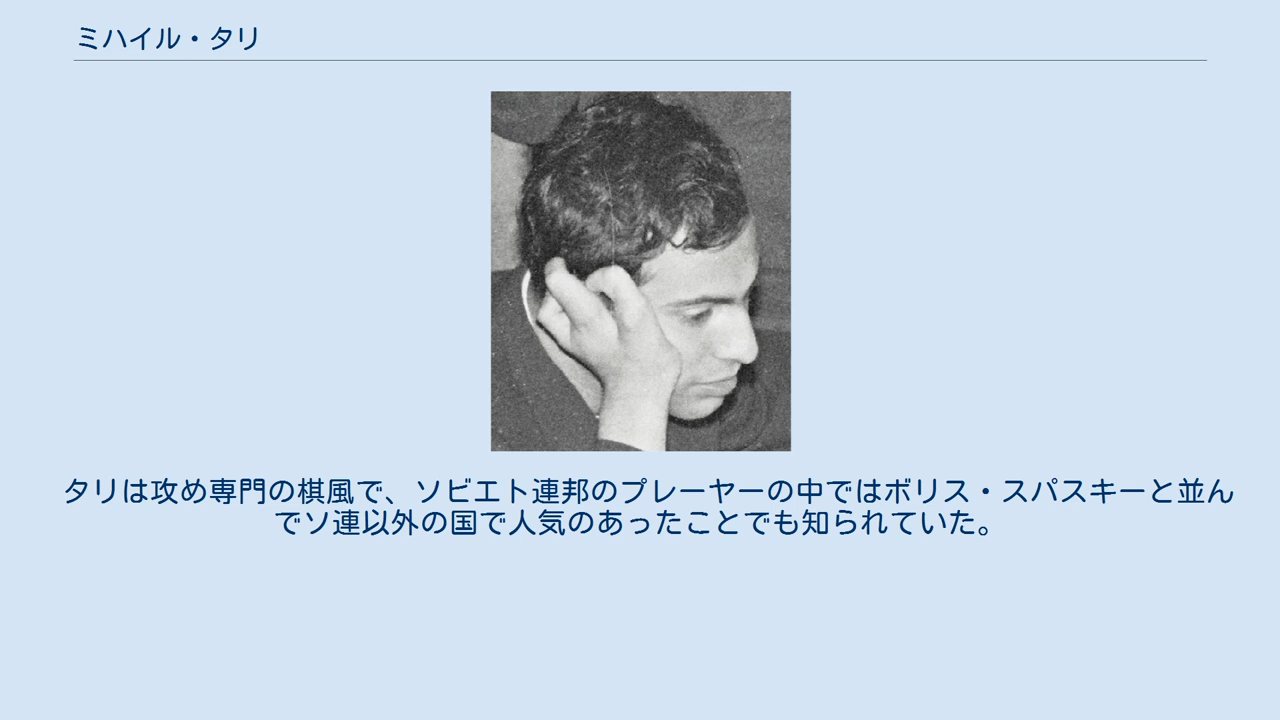 ミハイル・タリ
タリは攻め専門の棋風で、ソビエト連邦のプレーヤーの中ではボリス・スパスキーと並ん
でソ連以外の国で人気のあったことでも知られていた。